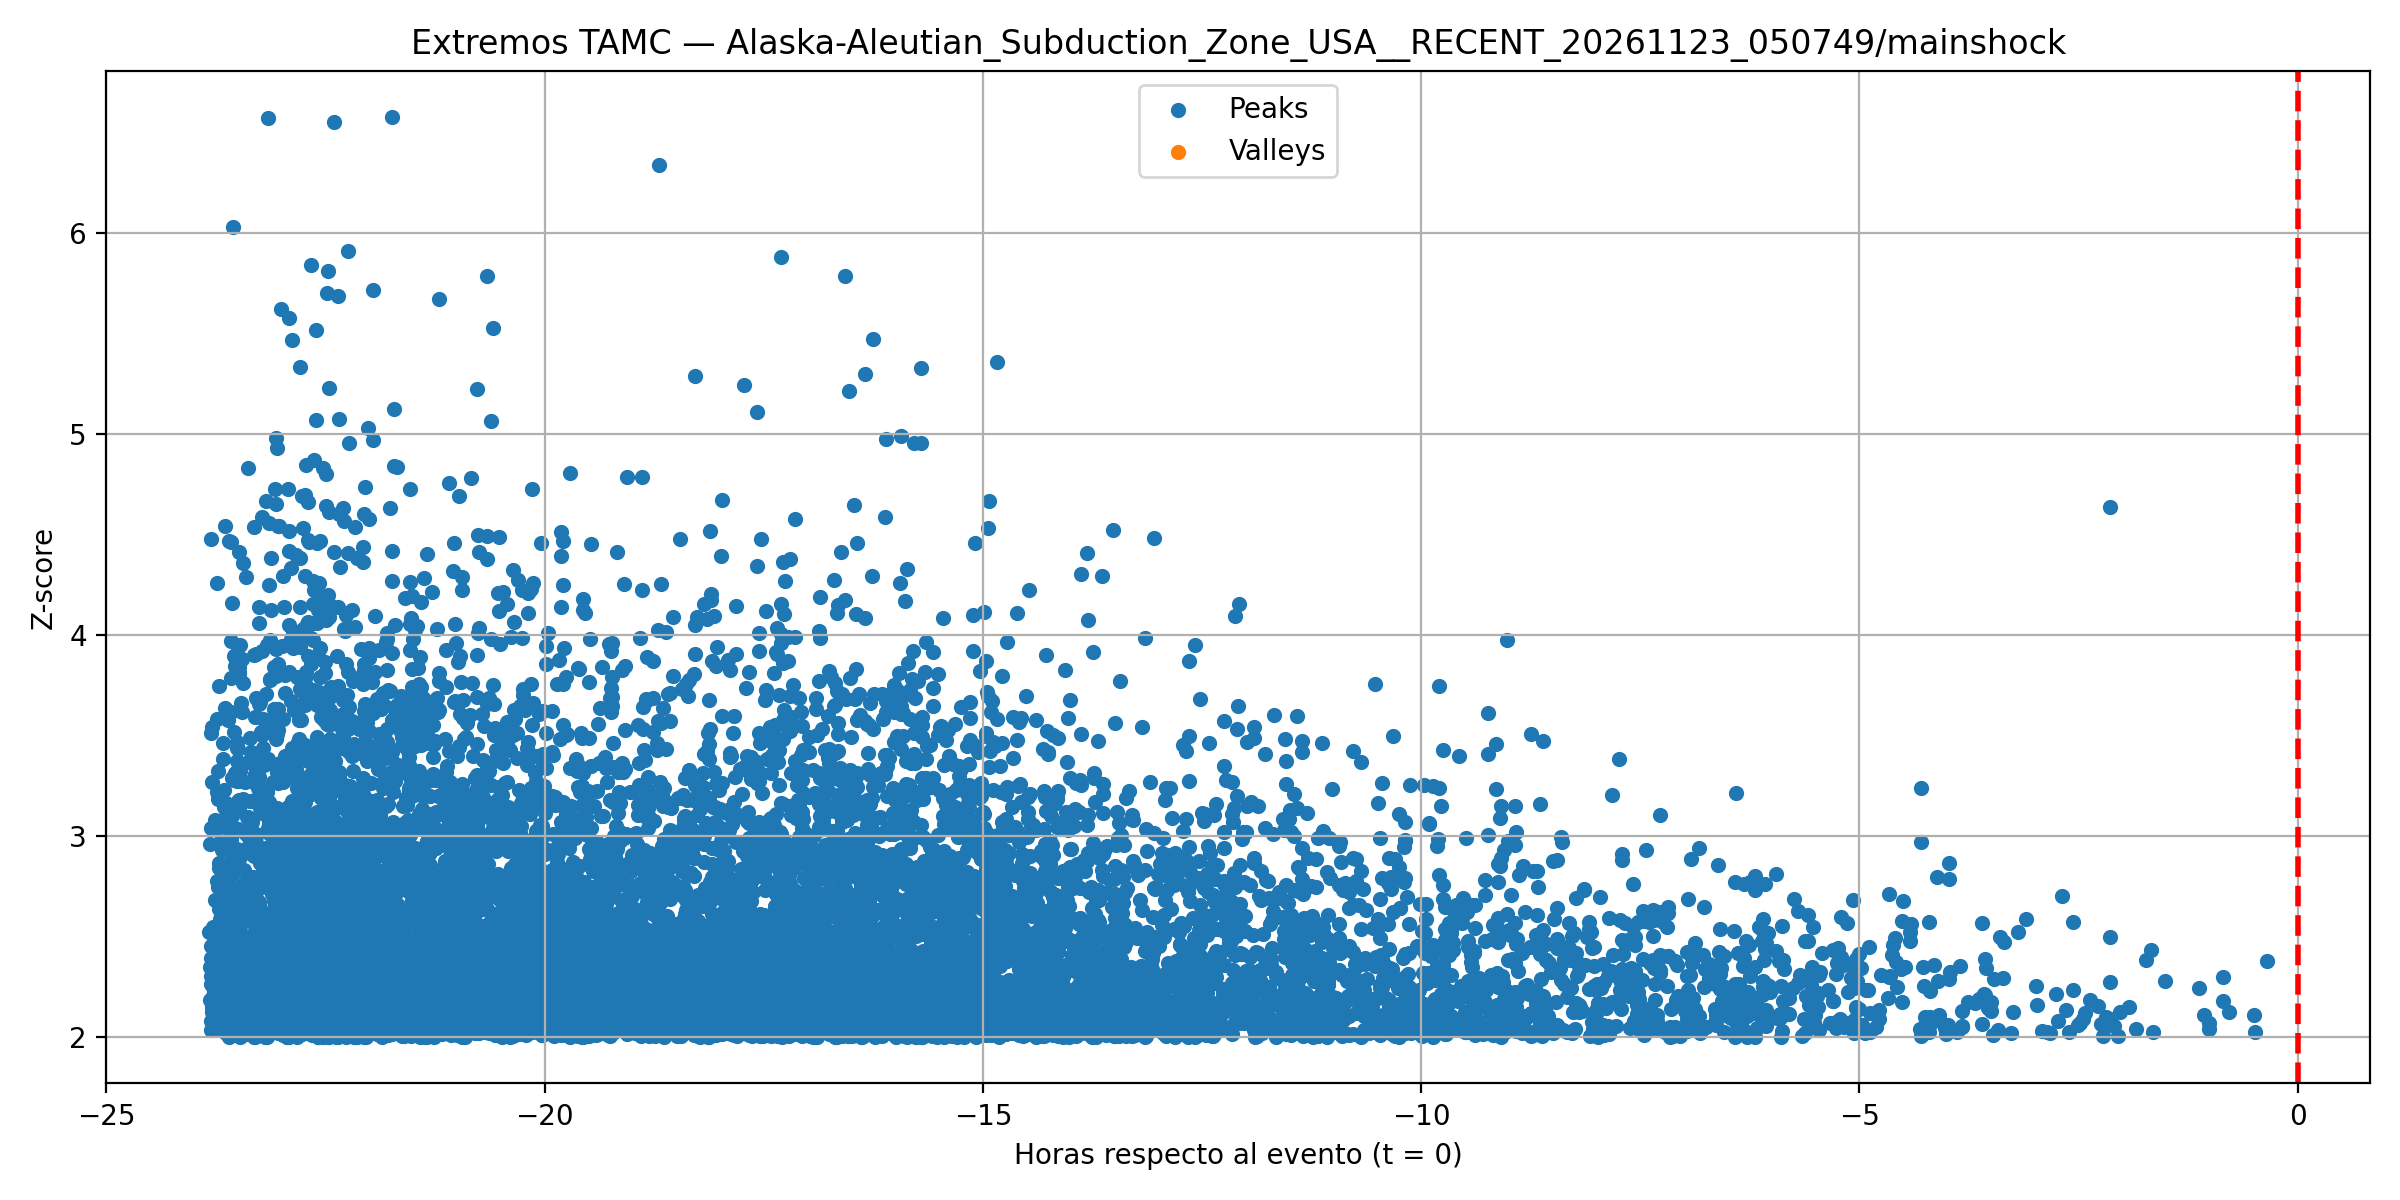 Extremos TAMC — Alaska-Aleutian_Subduction_Zone_USA__RECENT_20261123_050749/mainshock
Peaks
Valleys
Z-score
6
5
4
3
2
−25
−20
−15
−10
−5
0
Horas respecto al evento (t = 0)